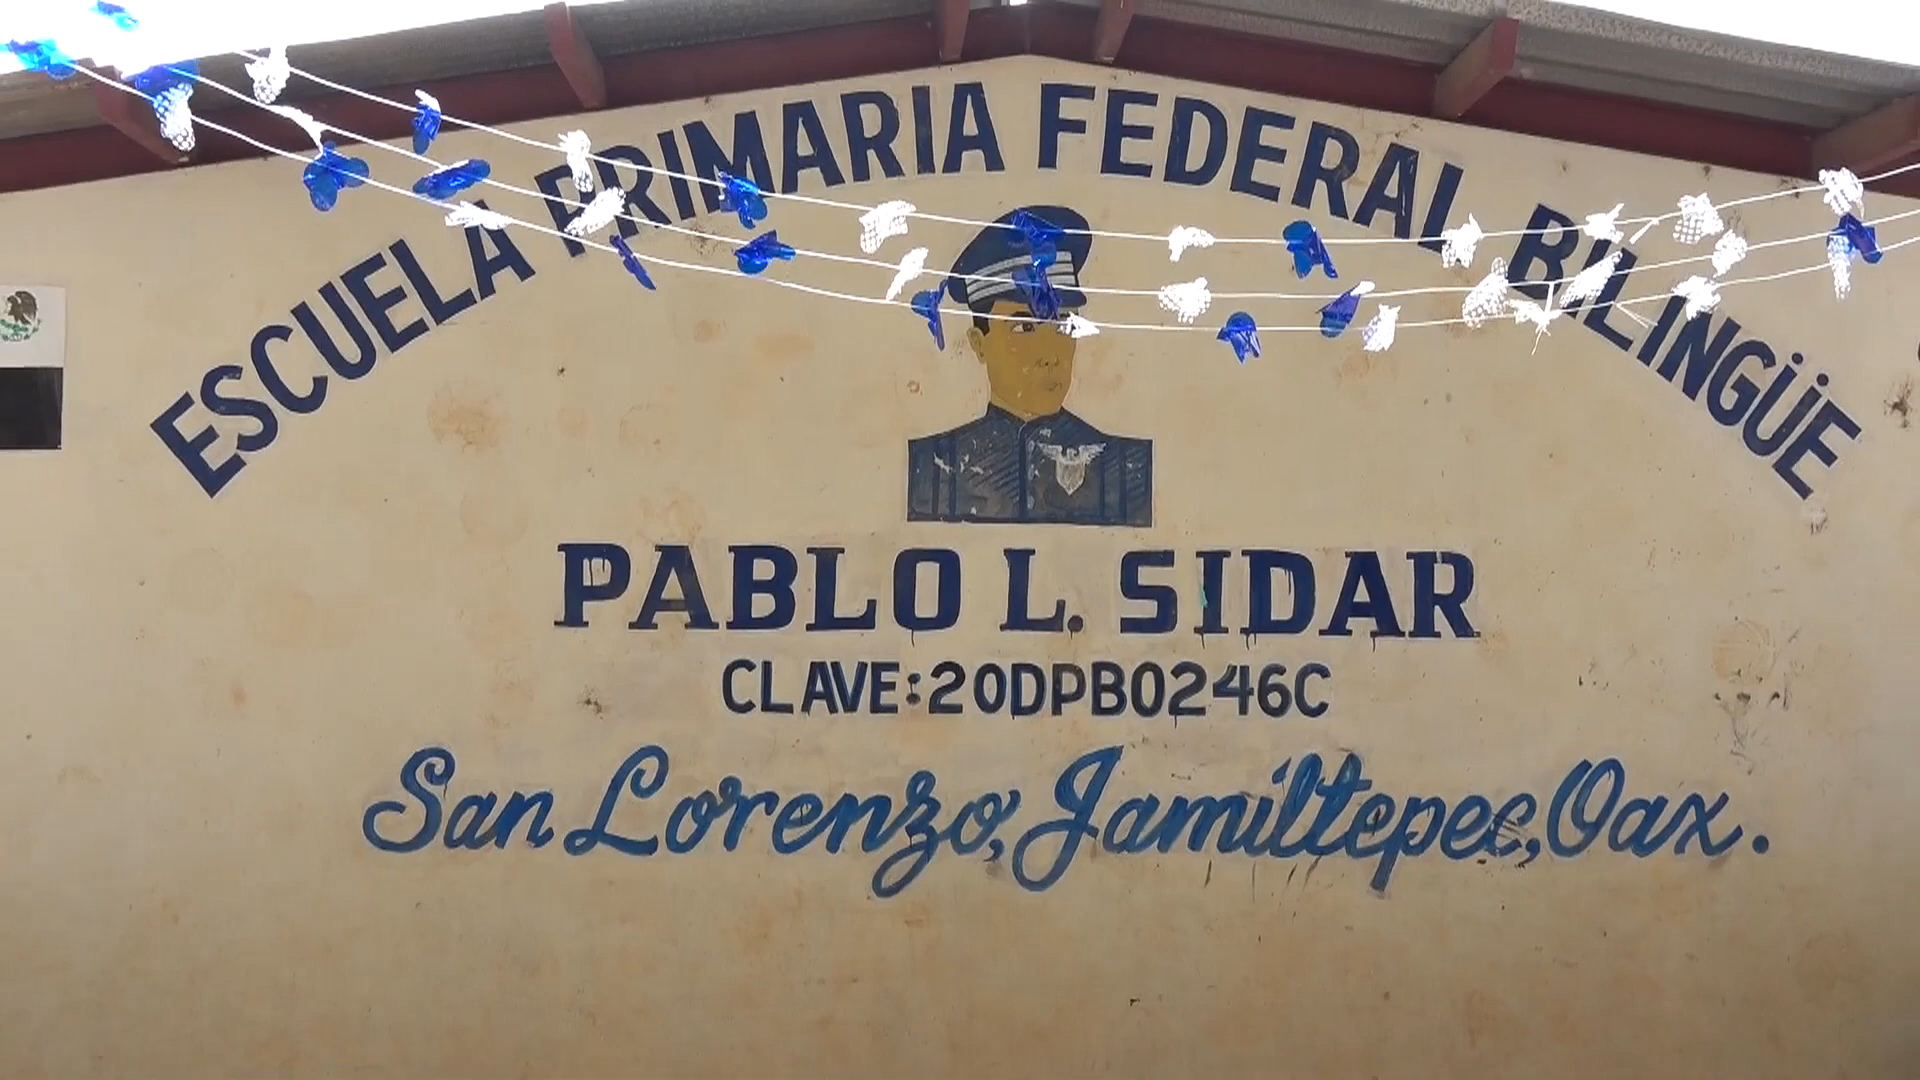 ESCUELA PRIMARIA FEDERAL BILINGÜE
PABLO L. SIDAR
CLAVE:20DPB0246C
San Lorenzo, Jamiltepec, Oax.